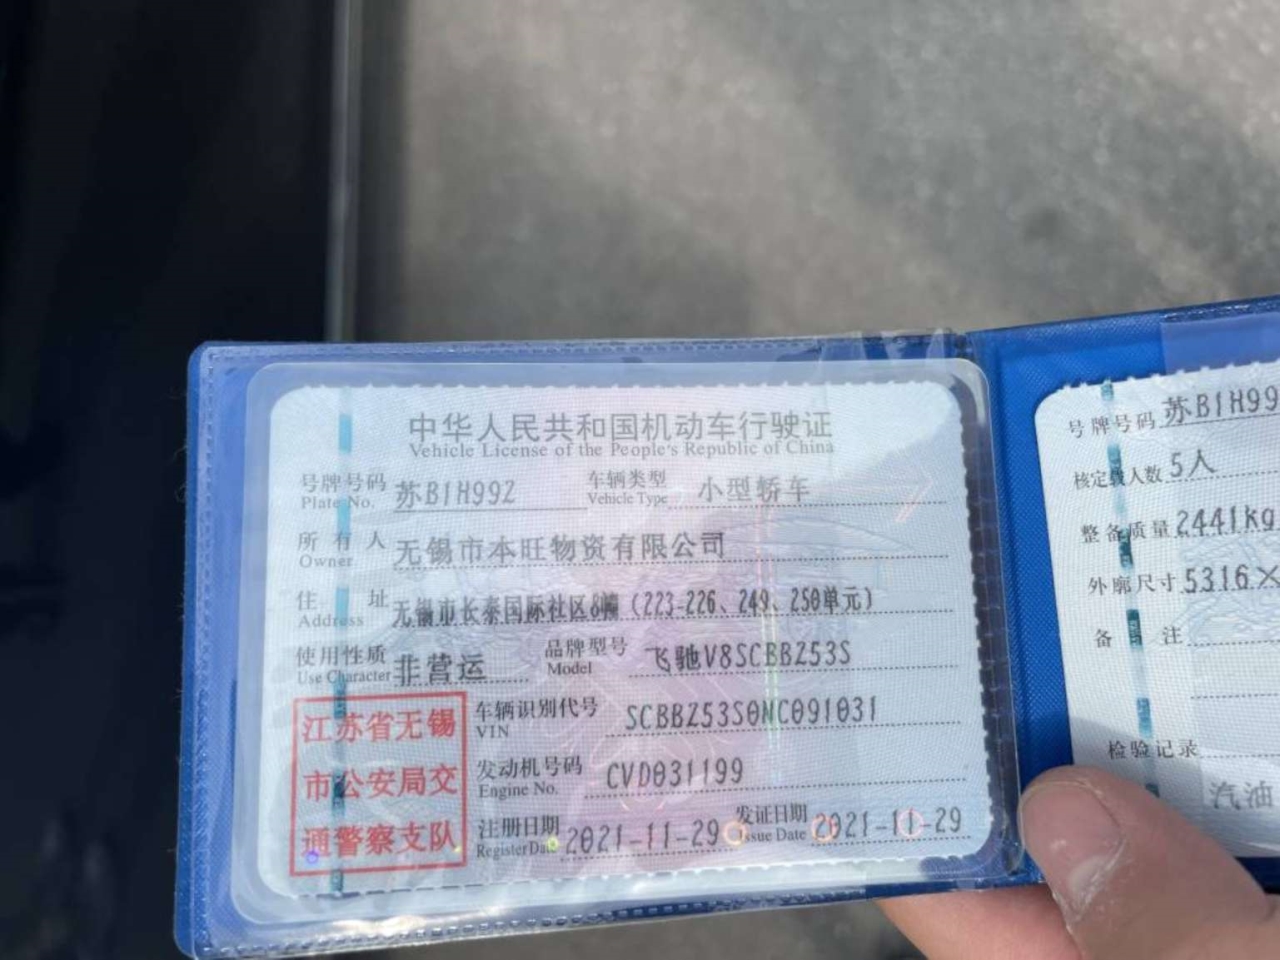 中华人民共和国机动车行驶证
Vehicle License of the People's Republic of China
号牌号码 苏B1H99Z 车辆类型 小型轿车
Plate No. Vehicle Type
所有人 无锡市本旺物资有限公司
Owner
住址 无锡市长泰国际社区8幢（223-226、249、250单元）
Address
使用性质 非营运 品牌型号 飞驰V8SCBBZ53S
Use Character Model
江苏省无锡
市公安局交
通警察支队
车辆识别代号 SCBBZ53S0NC091031
VIN
发动机号码 CVD031199
Engine No.
注册日期 2021-11-29 发证日期 2021-11-29
Register Date Issue Date
号牌号码 苏B1H99
核定载人数 5人
整备质量 2441kg
外廓尺寸 5316×
备注
检验记录
汽油